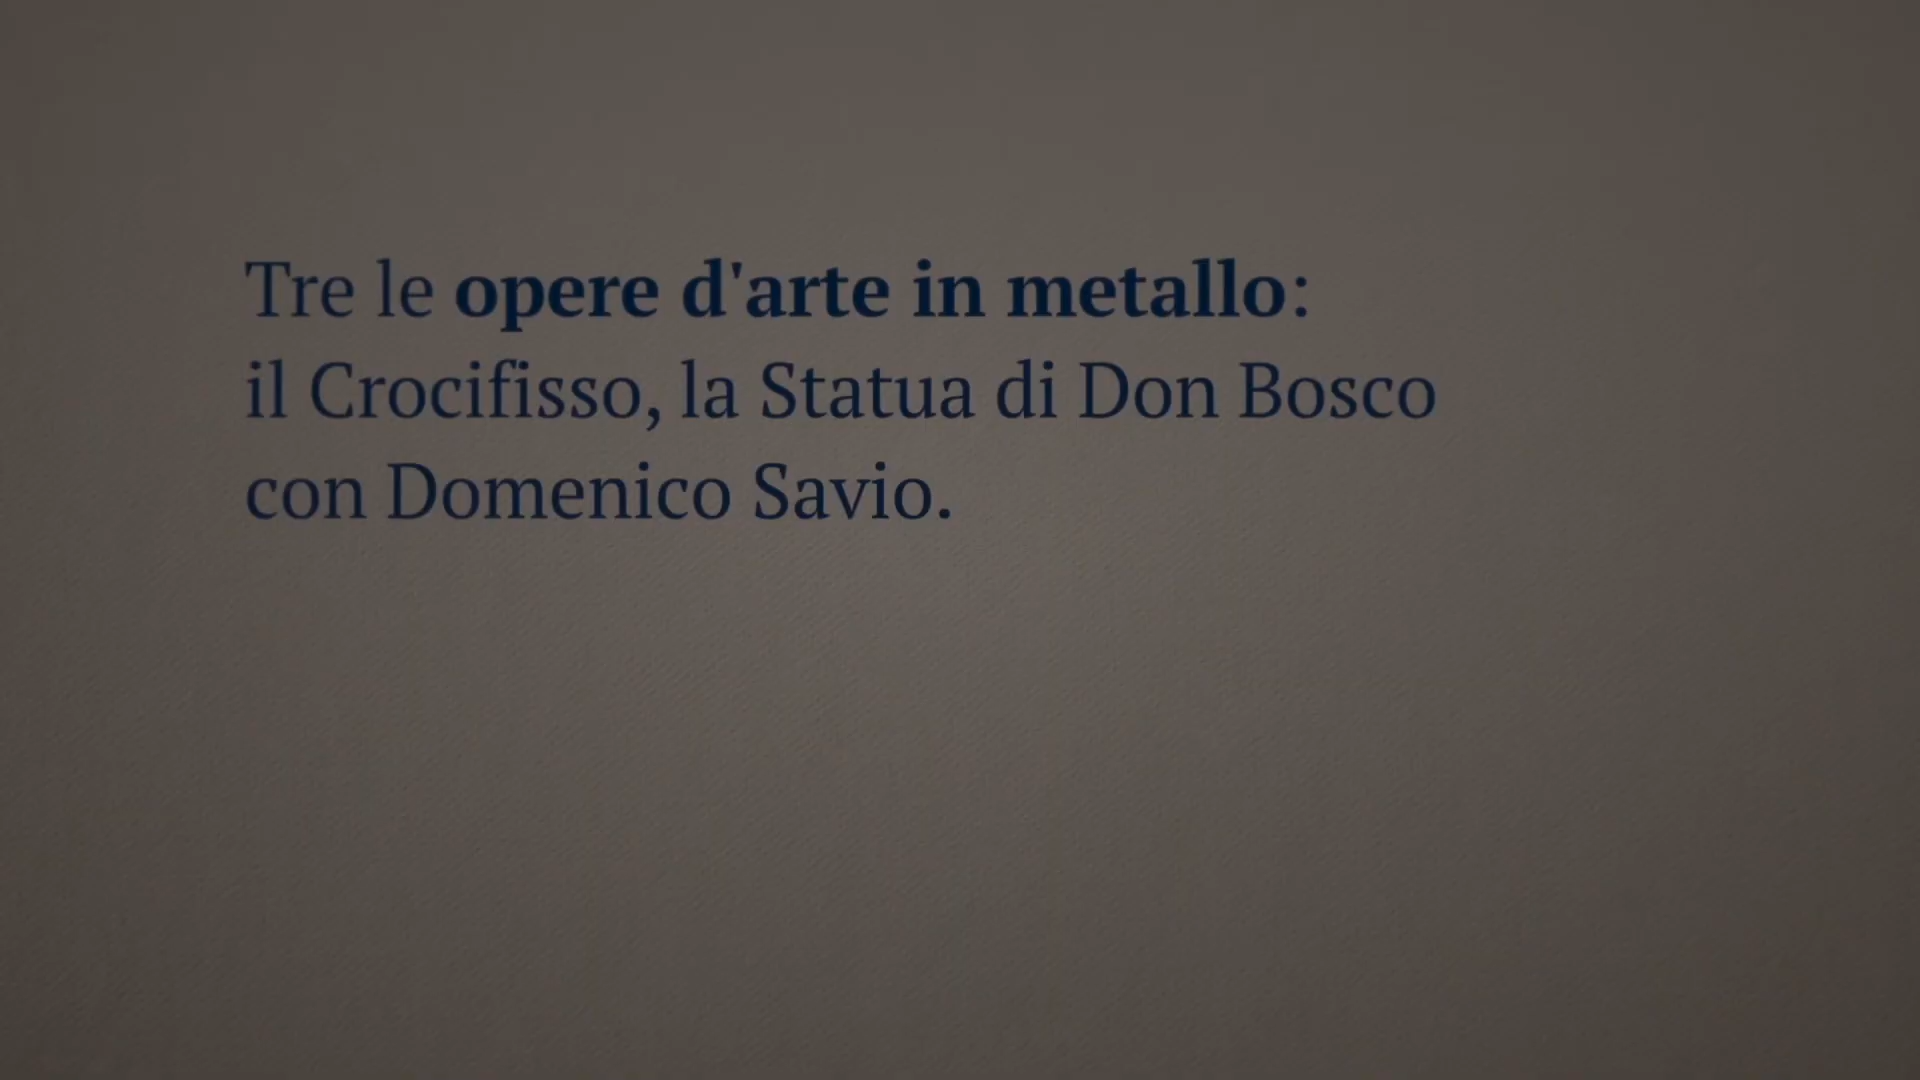 Tre le opere d'arte in metallo:
il Crocifisso, la Statua di Don Bosco
con Domenico Savio.